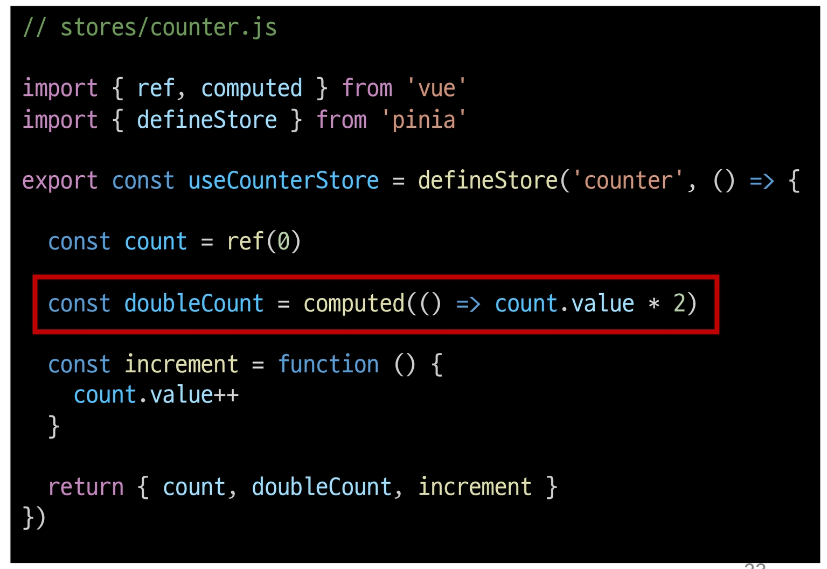 // stores/counter.js
import { ref, computed } from 'vue'
import { defineStore } from 'pinia'
export const useCounterStore = defineStore('counter', () => {
const count = ref(0)
const doubleCount = computed(() => count.value * 2)
const increment = function () {
count.value++
}
return { count, doubleCount, increment }
})